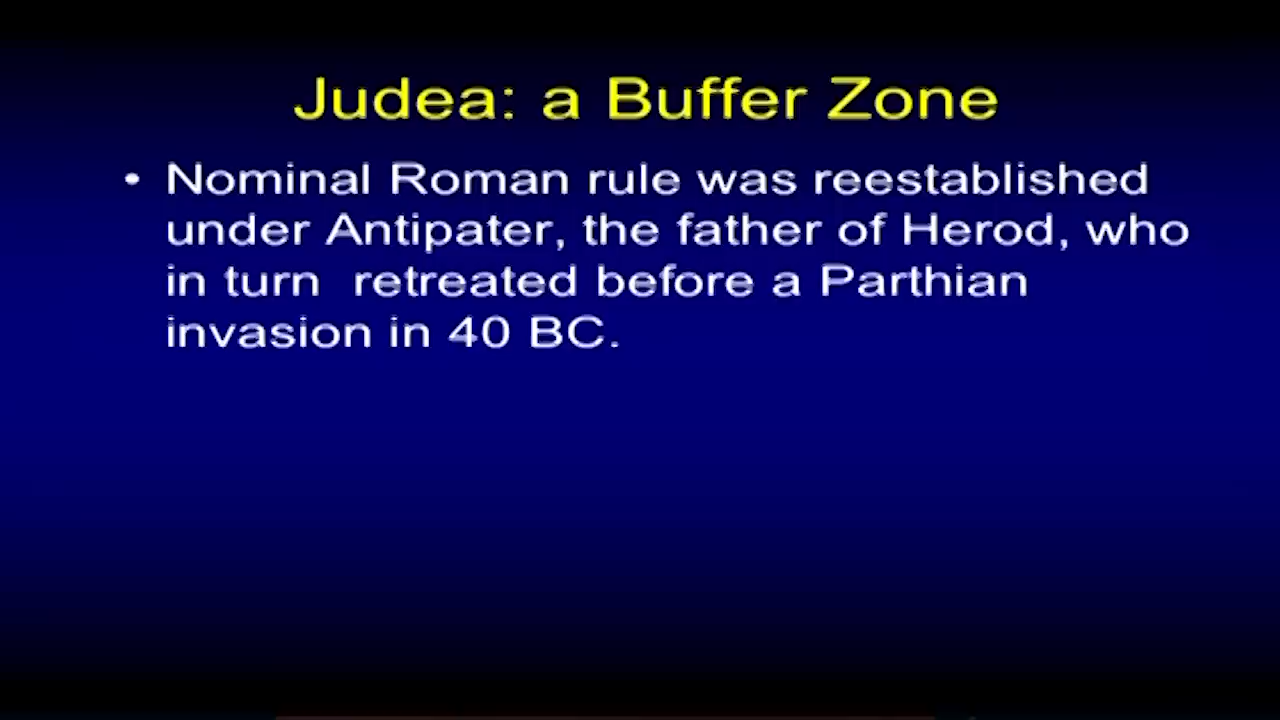 Judea: a Buffer Zone
• Nominal Roman rule was reestablished
under Antipater, the father of Herod, who
in turn  retreated before a Parthian
invasion in 40 BC.